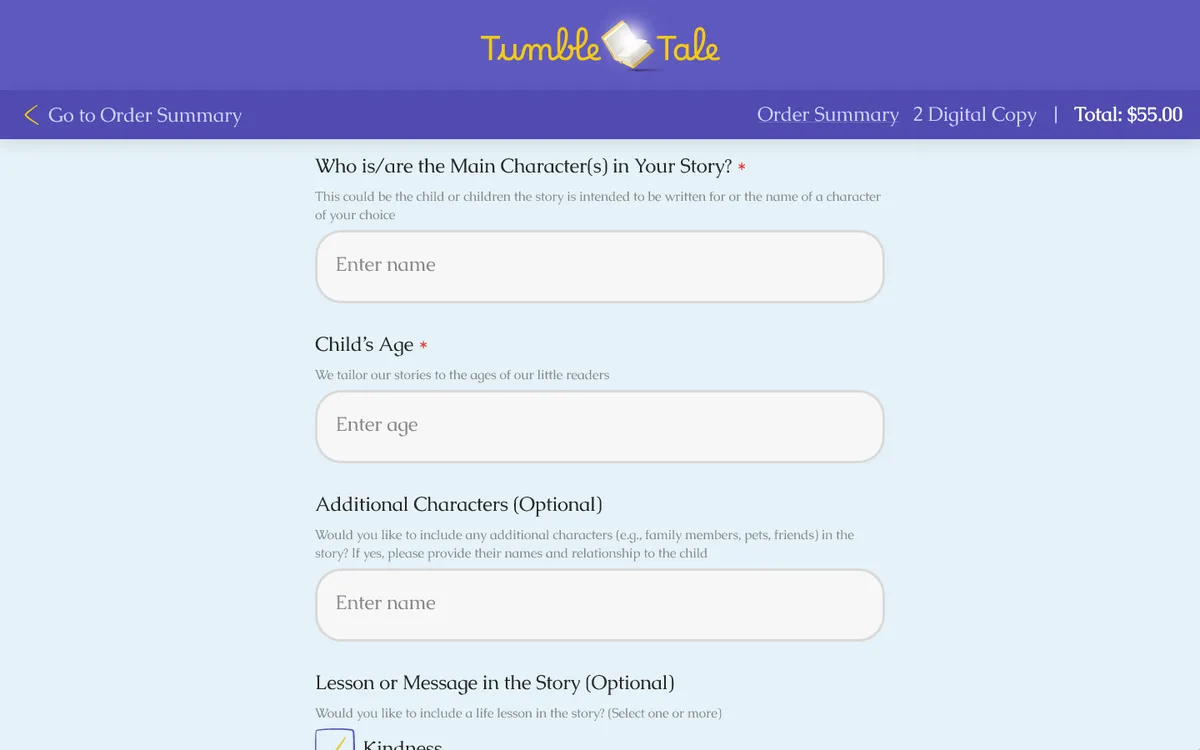 Tumble Tale
Go to Order Summary
Order Summary 2 Digital Copy | Total: $55.00
Who is/are the Main Character(s) in Your Story? *
This could be the child or children the story is intended to be written for or the name of a character
of your choice
Enter name
Child’s Age *
We tailor our stories to the ages of our little readers
Enter age
Additional Characters (Optional)
Would you like to include any additional characters (e.g., family members, pets, friends) in the
story? If yes, please provide their names and relationship to the child
Enter name
Lesson or Message in the Story (Optional)
Would you like to include a life lesson in the story? (Select one or more)
Kindness